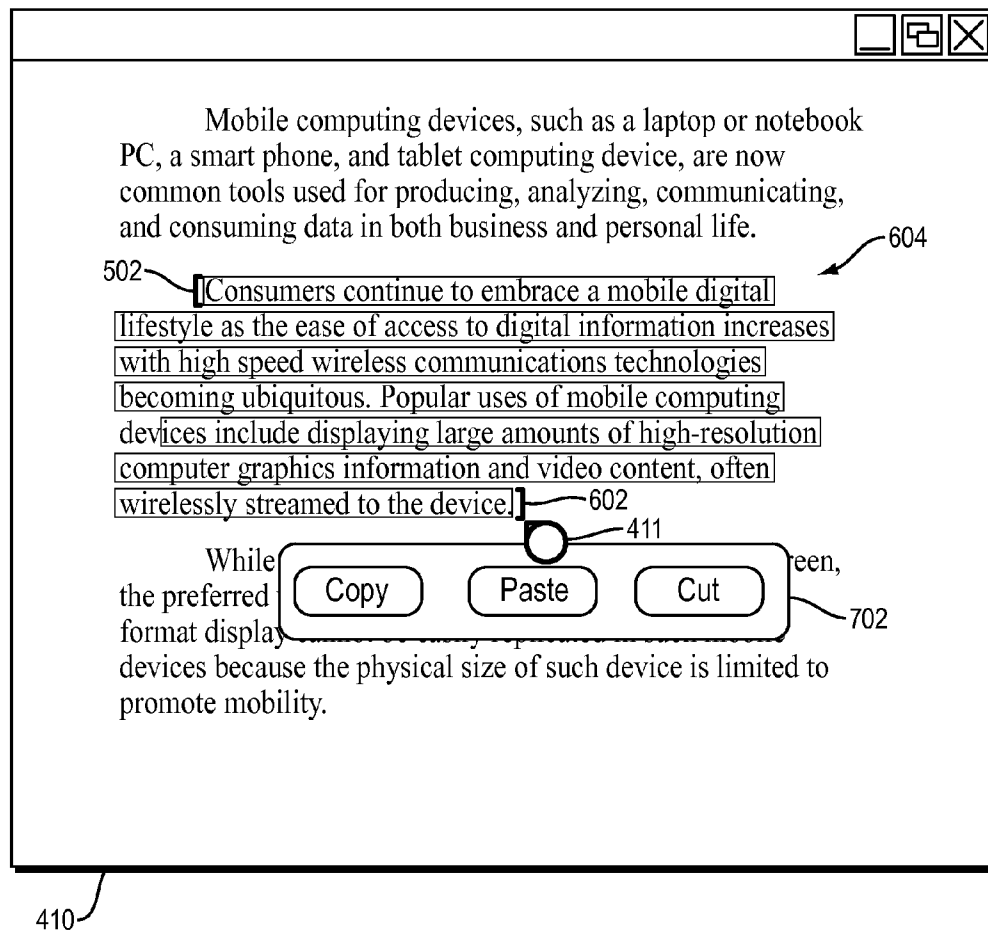 Mobile computing devices, such as a laptop or notebook
PC, a smart phone, and tablet computing device, are now
common tools used for producing, analyzing, communicating,
and consuming data in both business and personal life.
604
502
Consumers continue to embrace a mobile digital
lifestyle as the ease of access to digital information increases
with high speed wireless communications technologies
becoming ubiquitous. Popular uses of mobile computing
devices include displaying large amounts of high-resolution
computer graphics information and video content, often
wirelessly streamed to the device.
602
411
While reen,
Copy Paste Cut
the preferred
702
format display
devices because the physical size of such device is limited to
promote mobility.
410